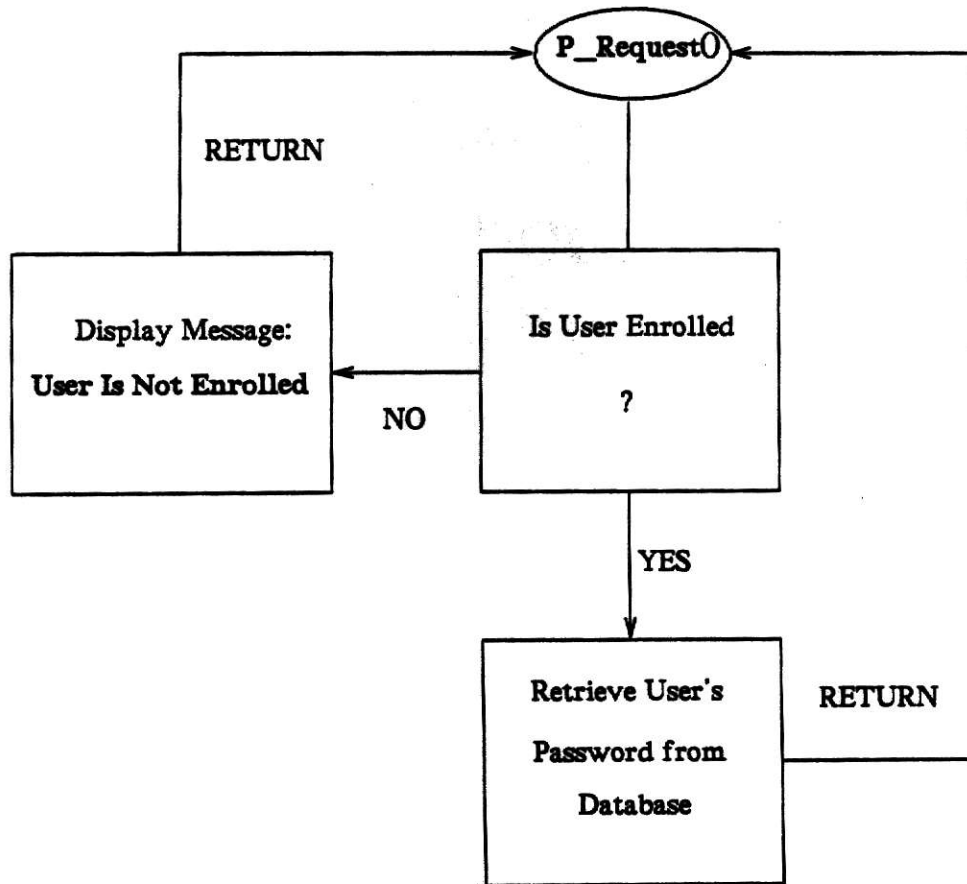 P_Request()
RETURN
Display Message:
User Is Not Enrolled
NO
Is User Enrolled
?
YES
Retrieve User's
Password from
Database
RETURN